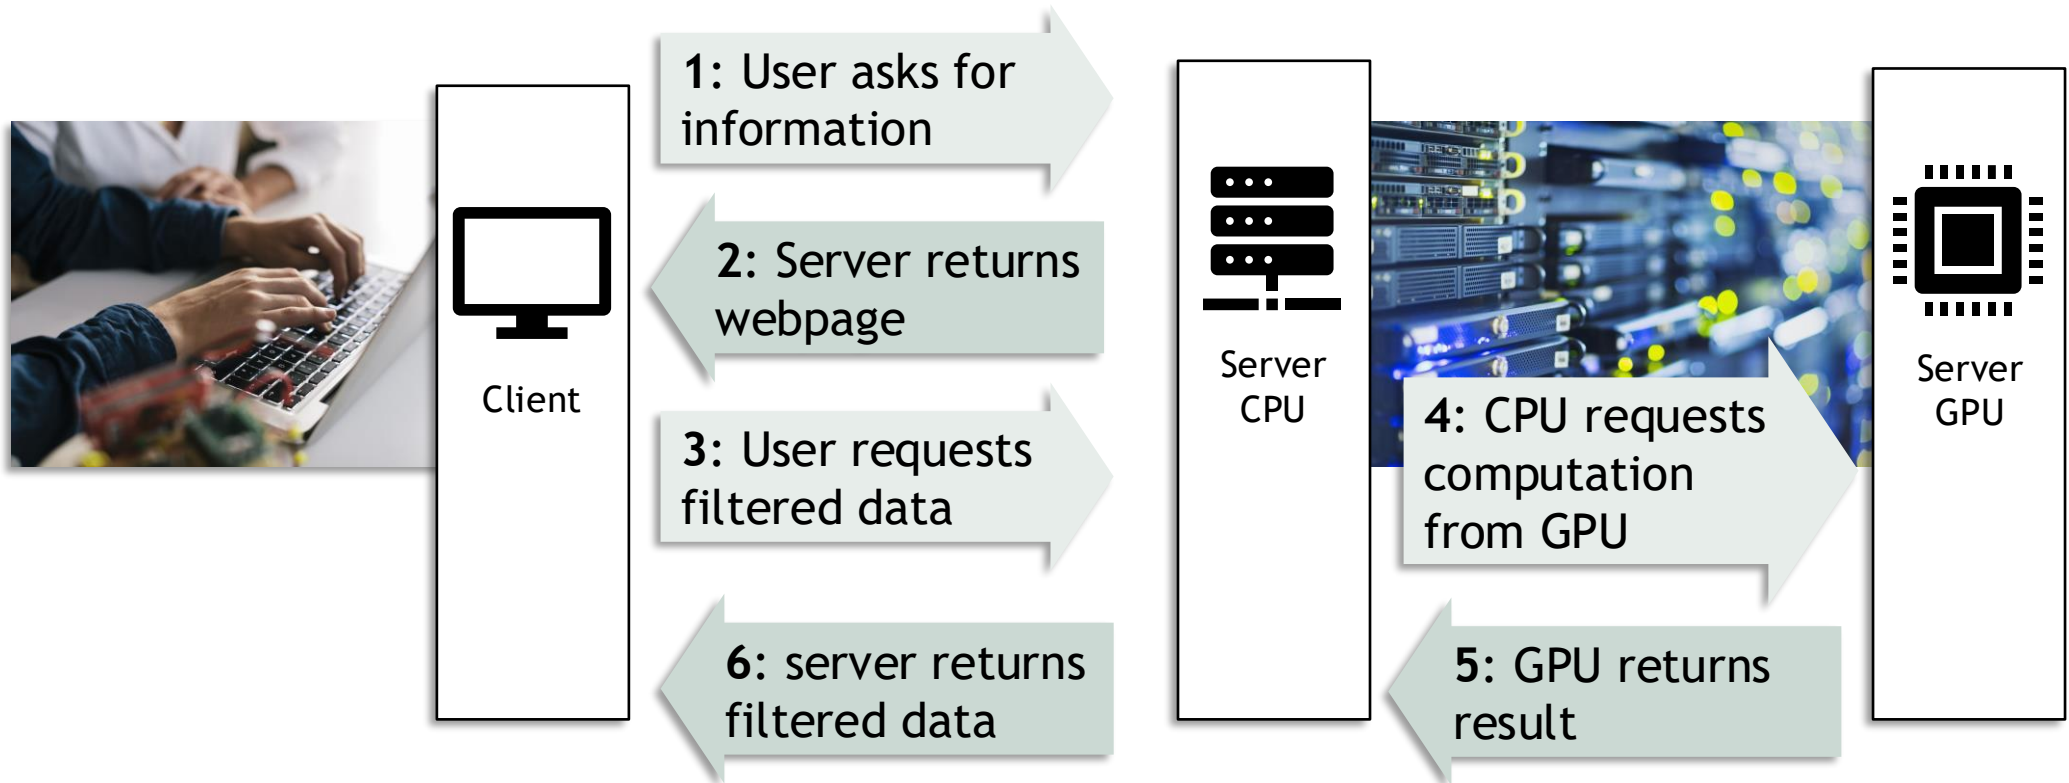 1: User asks for
information
2: Server returns
webpage
Client
3: User requests
filtered data
6: server returns
filtered data
Server
CPU
4: CPU requests
computation
from GPU
5: GPU returns
result
Server
GPU